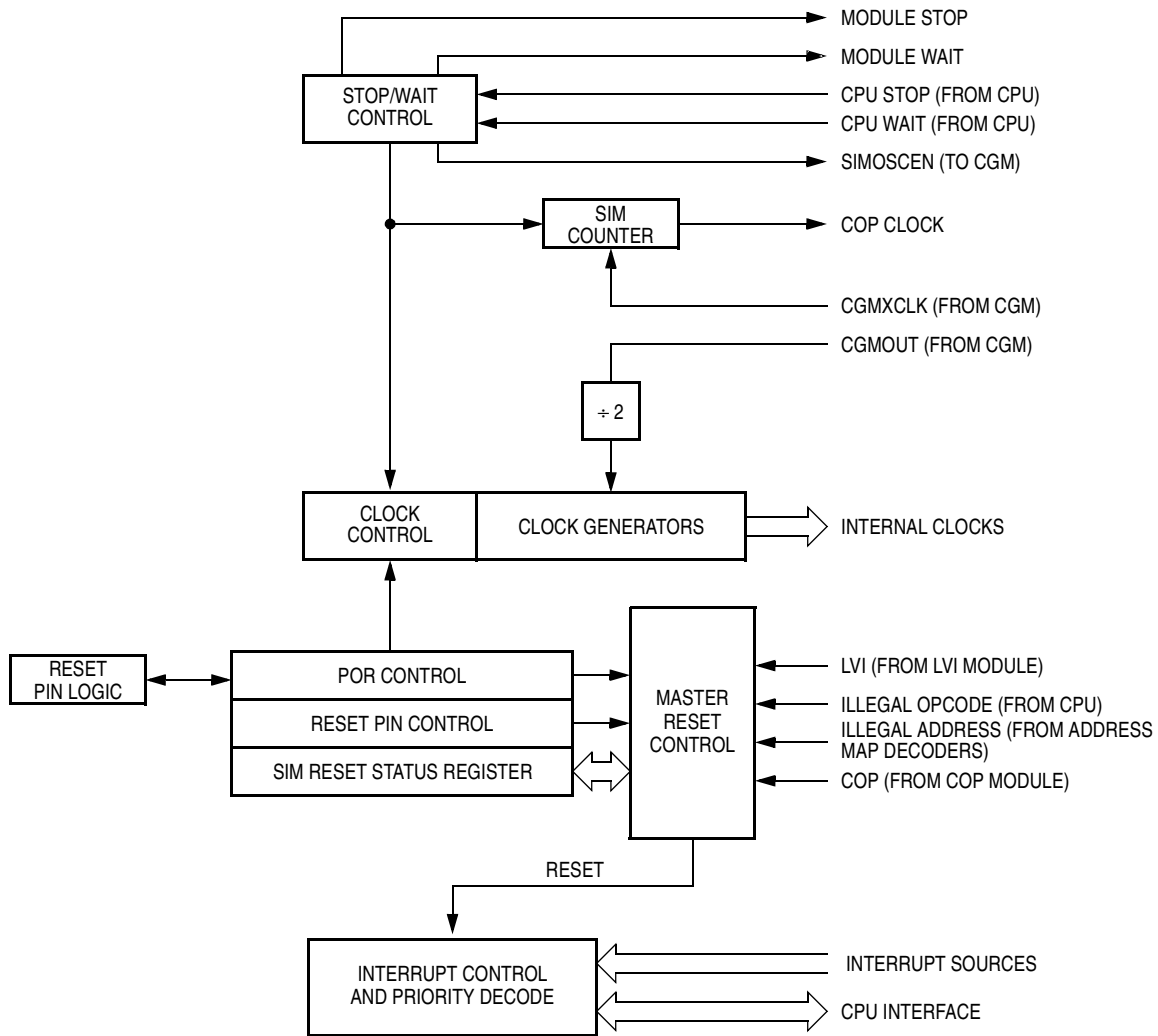 MODULE STOP
MODULE WAIT
STOP/WAIT
CONTROL
CPU STOP (FROM CPU)
CPU WAIT (FROM CPU)
SIMOSCEN (TO CGM)
SIM
COUNTER
COP CLOCK
CGMXCLK (FROM CGM)
CGMOUT (FROM CGM)
÷ 2
CLOCK
CONTROL
CLOCK GENERATORS
INTERNAL CLOCKS
RESET
PIN LOGIC
POR CONTROL
RESET PIN CONTROL
SIM RESET STATUS REGISTER
MASTER
RESET
CONTROL
LVI (FROM LVI MODULE)
ILLEGAL OPCODE (FROM CPU)
ILLEGAL ADDRESS (FROM ADDRESS
MAP DECODERS)
COP (FROM COP MODULE)
RESET
INTERRUPT CONTROL
AND PRIORITY DECODE
INTERRUPT SOURCES
CPU INTERFACE